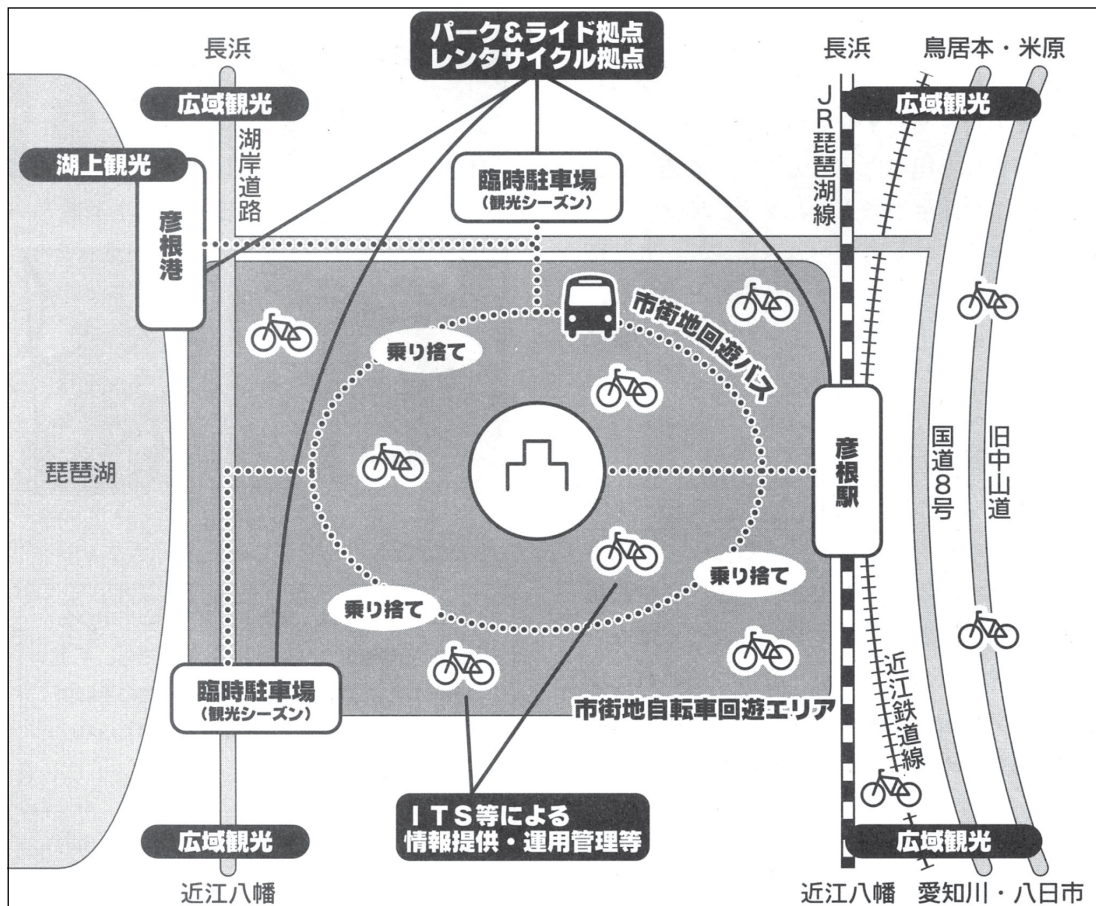 パーク&ライド拠点
レンタサイクル拠点
長浜
長浜
鳥居本・米原
広域観光
広域観光
湖岸道路
JR琵琶湖線
湖上観光
臨時駐車場
(観光シーズン)
彦根港
市街地回遊バス
乗り捨て
琵琶湖
彦根駅
国道8号
旧中山道
乗り捨て
乗り捨て
臨時駐車場
(観光シーズン)
近江鉄道線
市街地自転車回遊エリア
ITS等による
情報提供・運用管理等
広域観光
広域観光
近江八幡
近江八幡
愛知川・八日市